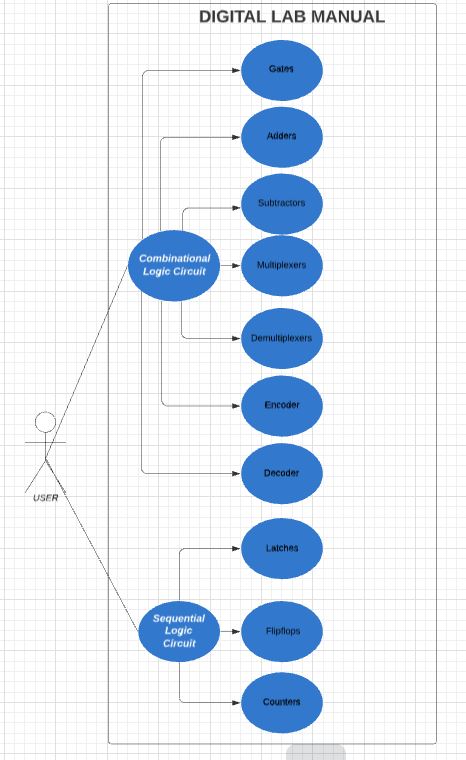 DIGITAL LAB MANUAL
Gates
Adders
Subtractors
Combinational
Logic Circuit
Multiplexers
Demultiplexers
Encoder
Decoder
USER
Latches
Sequential
Logic
Circuit
Flipflops
Counters